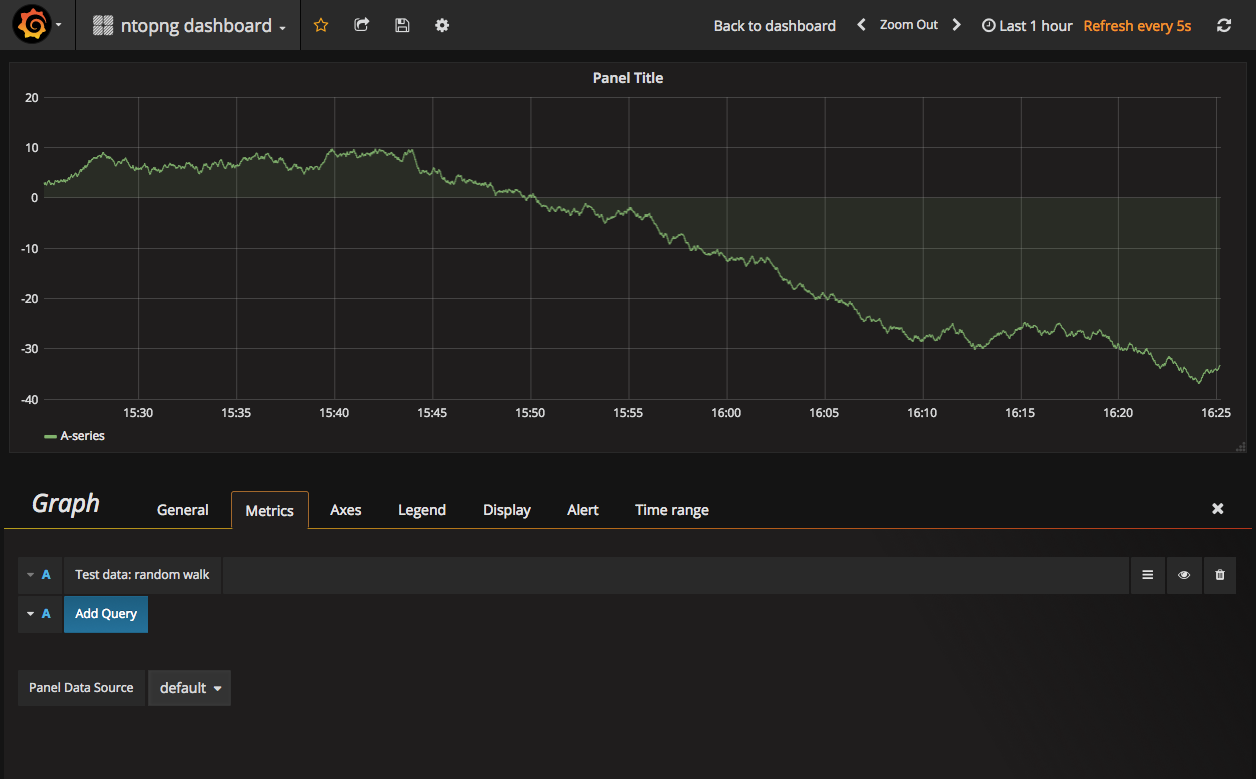 ntopng dashboard
Back to dashboard Zoom Out Last 1 hour Refresh every 5s
Panel Title
20
10
0
-10
-20
-30
-40
15:30 15:35 15:40 15:45 15:50 15:55 16:00 16:05 16:10 16:15 16:20 16:25
A-series
Graph General Metrics Axes Legend Display Alert Time range
A Test data: random walk
A Add Query
Panel Data Source default